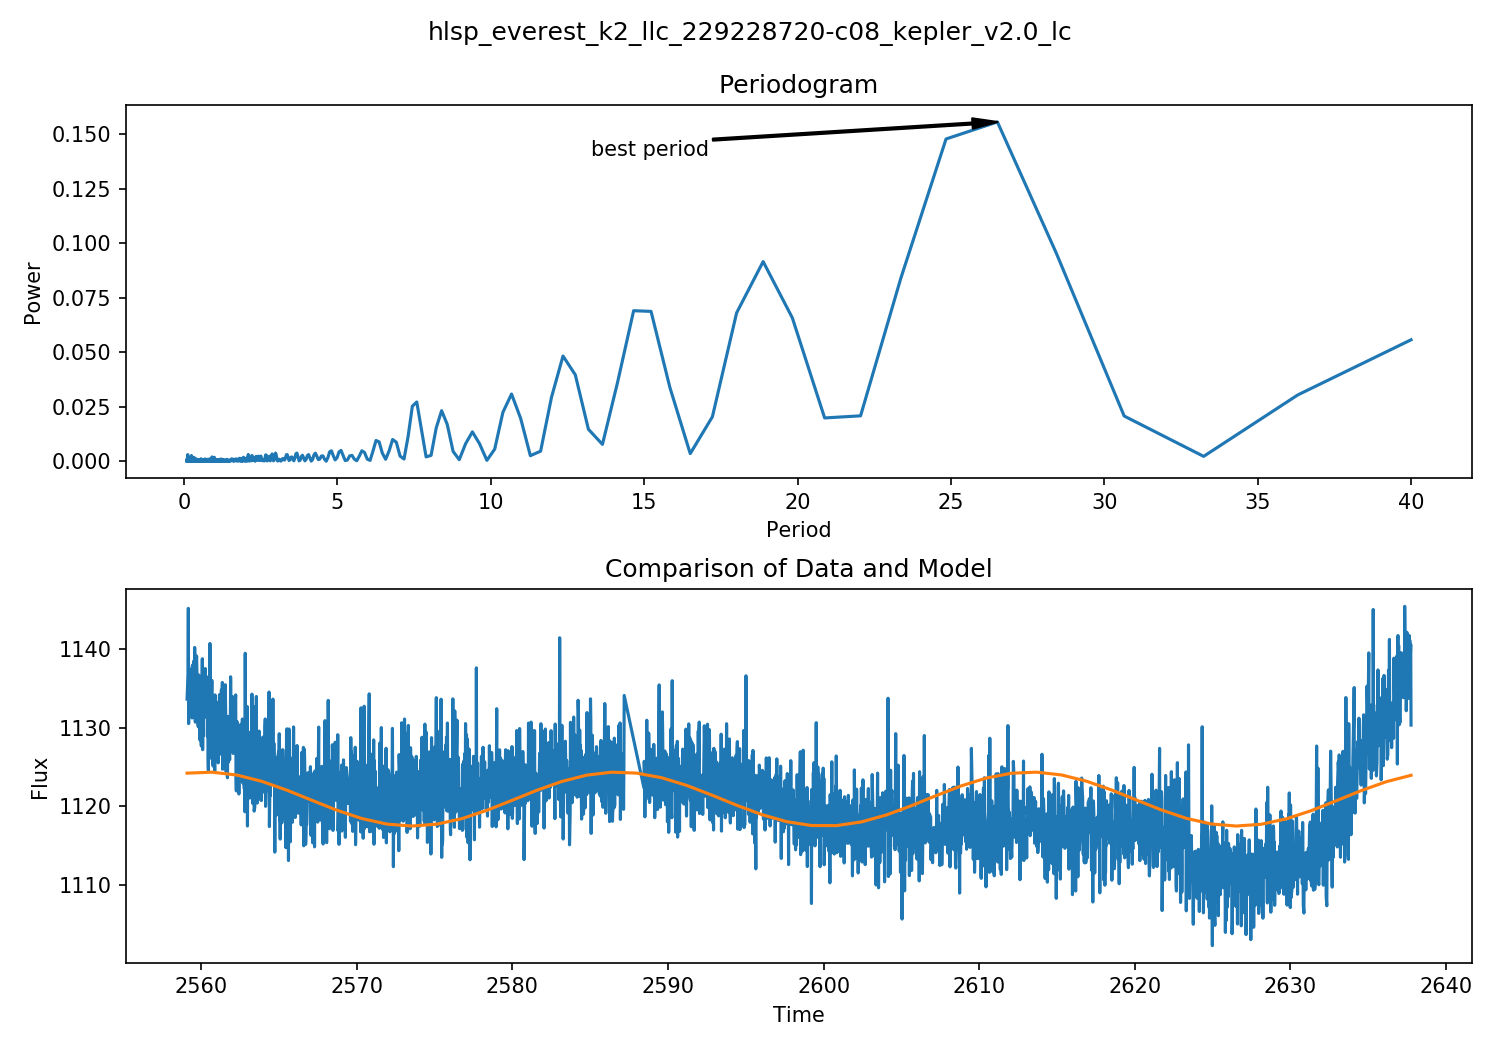 hlsp_everest_k2_llc_229228720-c08_kepler_v2.0_lc
Periodogram
0.150
0.125
0.100
0.075
0.050
0.025
0.000
Power
best period
0 5 10 15 20 25 30 35 40
Period
Comparison of Data and Model
1140
1130
1120
1110
Flux
2560 2570 2580 2590 2600 2610 2620 2630 2640
Time